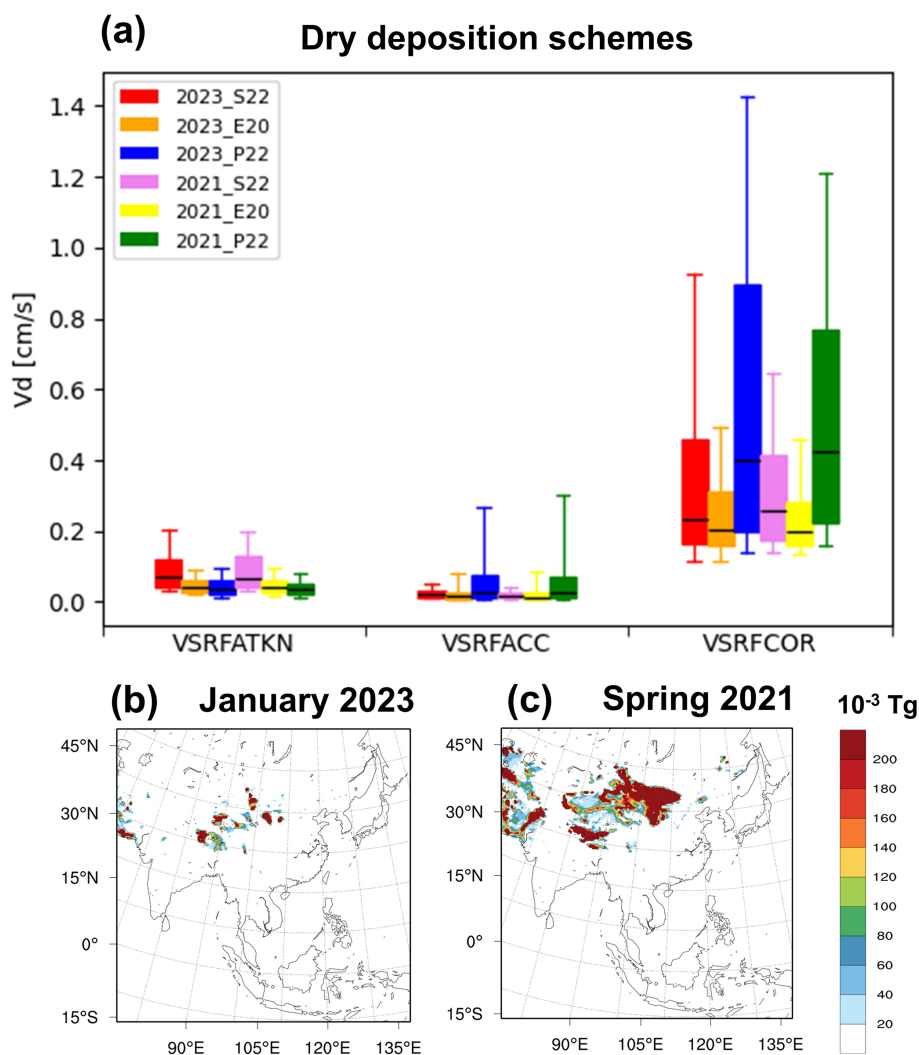 (a) Dry deposition schemes
2023_S22
2023_E20
2023_P22
2021_S22
2021_E20
2021_P22
1.4
1.2
1.0
0.8
0.6
0.4
0.2
0.0
Vd [cm/s]
VSRFATKN VSRFACC VSRFCOR
(b) January 2023
45°N
30°N
15°N
0°
15°S
90°E 105°E 120°E 135°E
(c) Spring 2021
45°N
30°N
15°N
0°
15°S
90°E 105°E 120°E 135°E
10⁻³ Tg
200
180
160
140
120
100
80
60
40
20